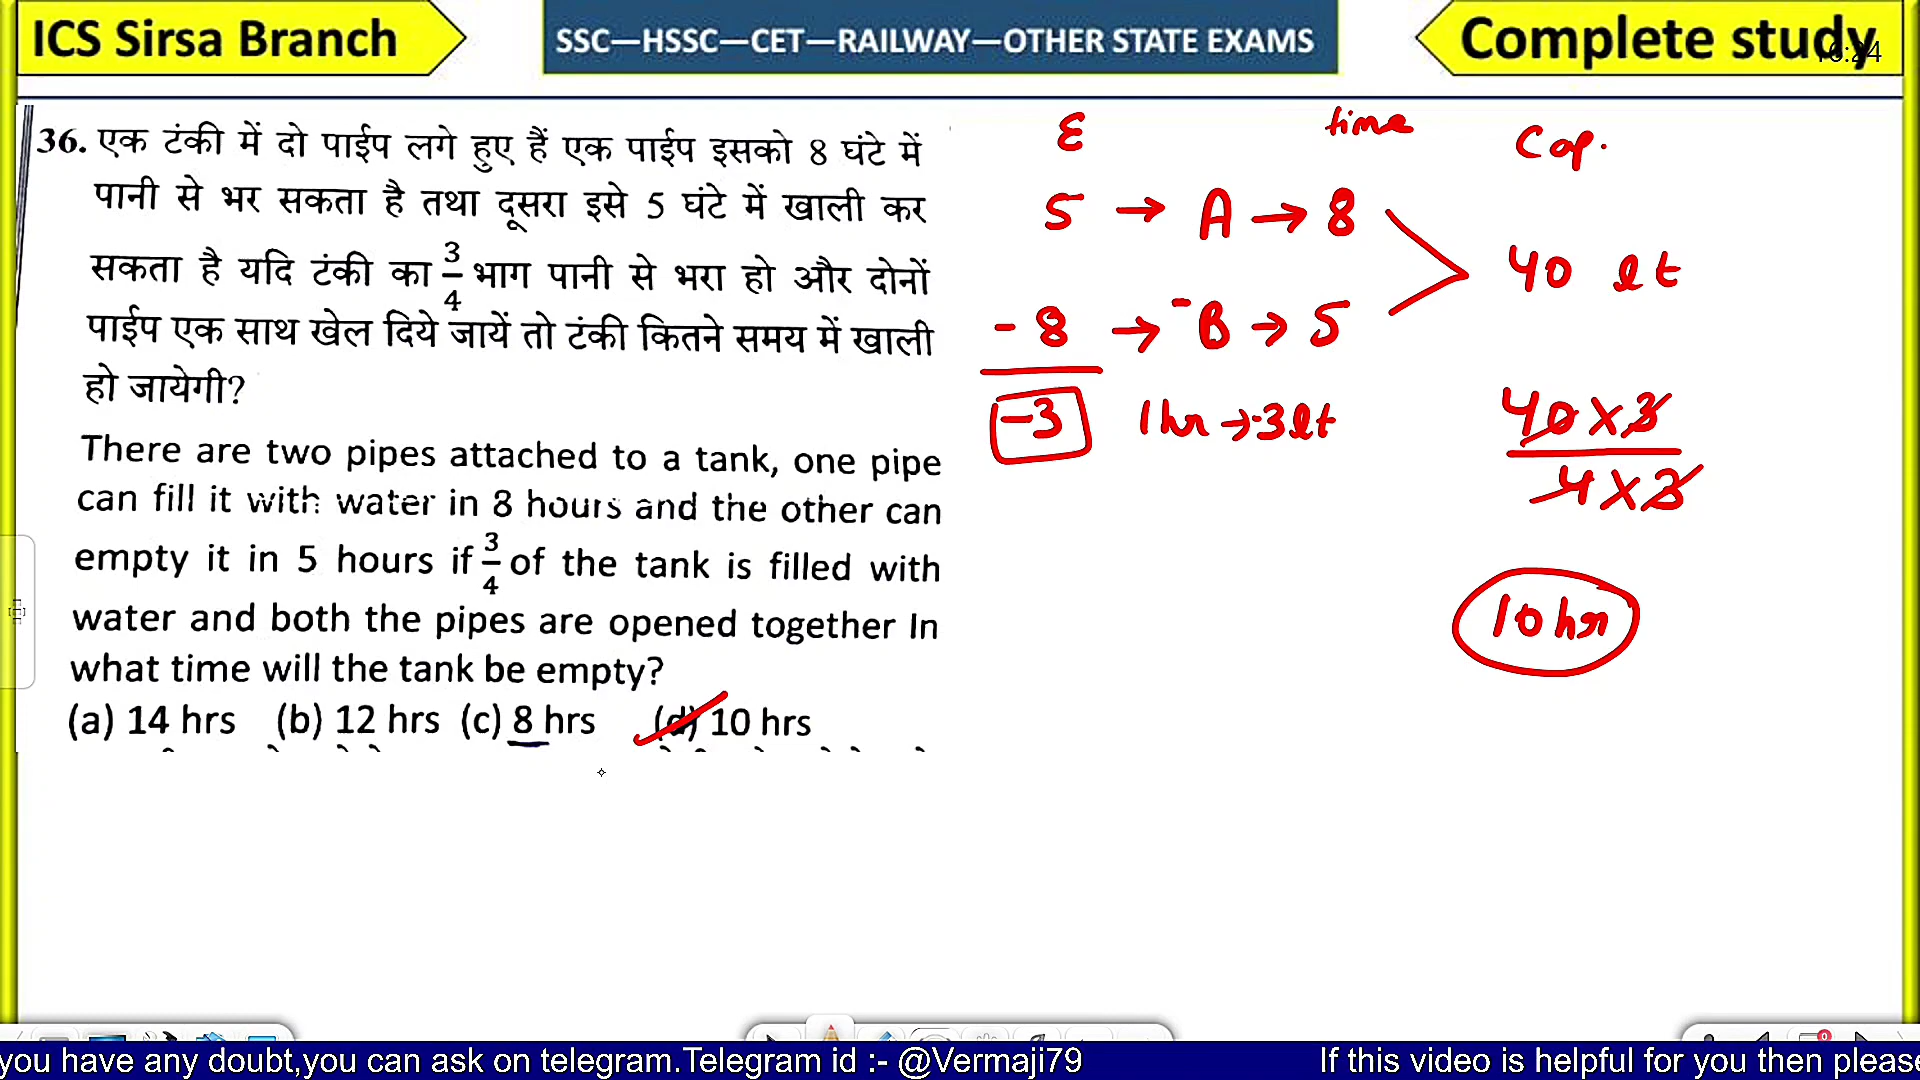 ICS Sirsa Branch
SSC—HSSC—CET—RAILWAY—OTHER STATE EXAMS
Complete study
36. एक टंकी में दो पाईप लगे हुए हैं एक पाईप इसको 8 घंटे में
पानी से भर सकता है तथा दूसरा इसे 5 घंटे में खाली कर
सकता है यदि टंकी का 3/4 भाग पानी से भरा हो और दोनों
पाईप एक साथ खेल दिये जायें तो टंकी कितने समय में खाली
हो जायेगी?
There are two pipes attached to a tank, one pipe
can fill it with water in 8 hours and the other can
empty it in 5 hours if 3/4 of the tank is filled with
water and both the pipes are opened together In
what time will the tank be empty?
(a) 14 hrs (b) 12 hrs (c) 8 hrs (d) 10 hrs
E time Cap.
5 → A → 8
40 lt
-8 → -B → 5
-3 1hr → -3lt
40 x 3
4 x 3
10 hr
you have any doubt,you can ask on telegram.Telegram id :- @Vermaji79 If this video is helpful for you then please